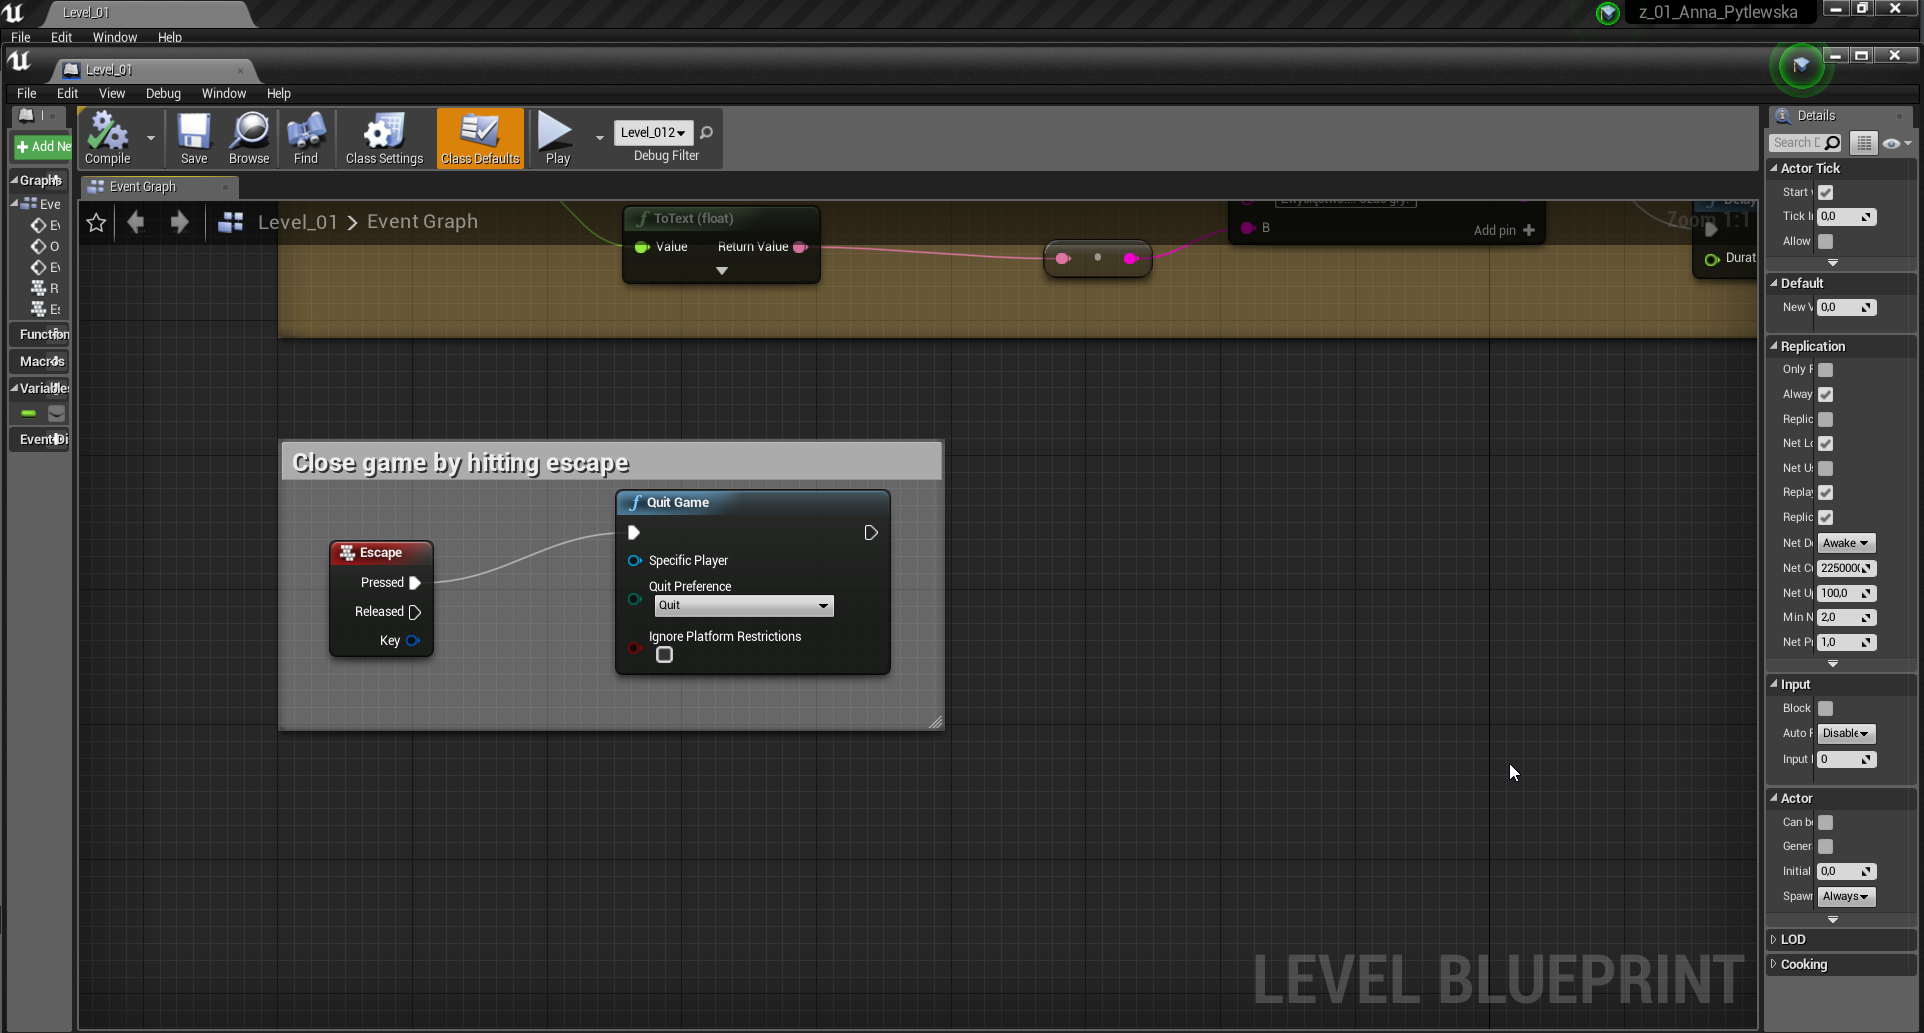 Level_01
z_01_Anna_Pytlewska
File Edit Window Help
Level_01
File Edit View Debug Window Help
Add Ne
Compile
Save
Browse
Find
Class Settings
Class Defaults
Play
Level_012
Debug Filter
Details
Search
Event Graph
Level_01 > Event Graph
Zoom 1:1
Graphs
Eve
Ev
O
Ev
R
Es
Function
Macros
Variables
Event Di
ToText (float)
Value Return Value
B
Add pin
Delay
Durat
Close game by hitting escape
Escape
Pressed
Released
Key
Quit Game
Specific Player
Quit Preference
Quit
Ignore Platform Restrictions
Actor Tick
Start
Tick I 0,0
Allow
Default
New V 0,0
Replication
Only
Alway
Replic
Net Lo
Net U
Replay
Replic
Net D Awake
Net C 225000
Net U 100,0
Min N 2,0
Net P 1,0
Input
Block
Auto Disable
Input 0
Actor
Can b
Gener
Initial 0,0
Spawn Always
LOD
Cooking
LEVEL BLUEPRINT